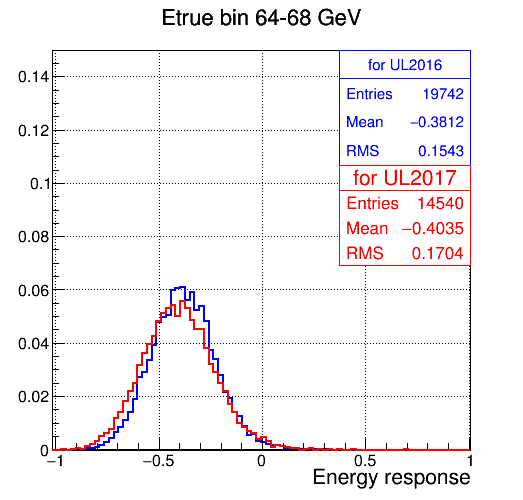 Etrue bin 64-68 GeV
for UL2016
Entries 19742
Mean −0.3812
RMS 0.1543
for UL2017
Entries 14540
Mean −0.4035
RMS 0.1704
0.14
0.12
0.1
0.08
0.06
0.04
0.02
0
−1 −0.5 0 0.5 1
Energy response